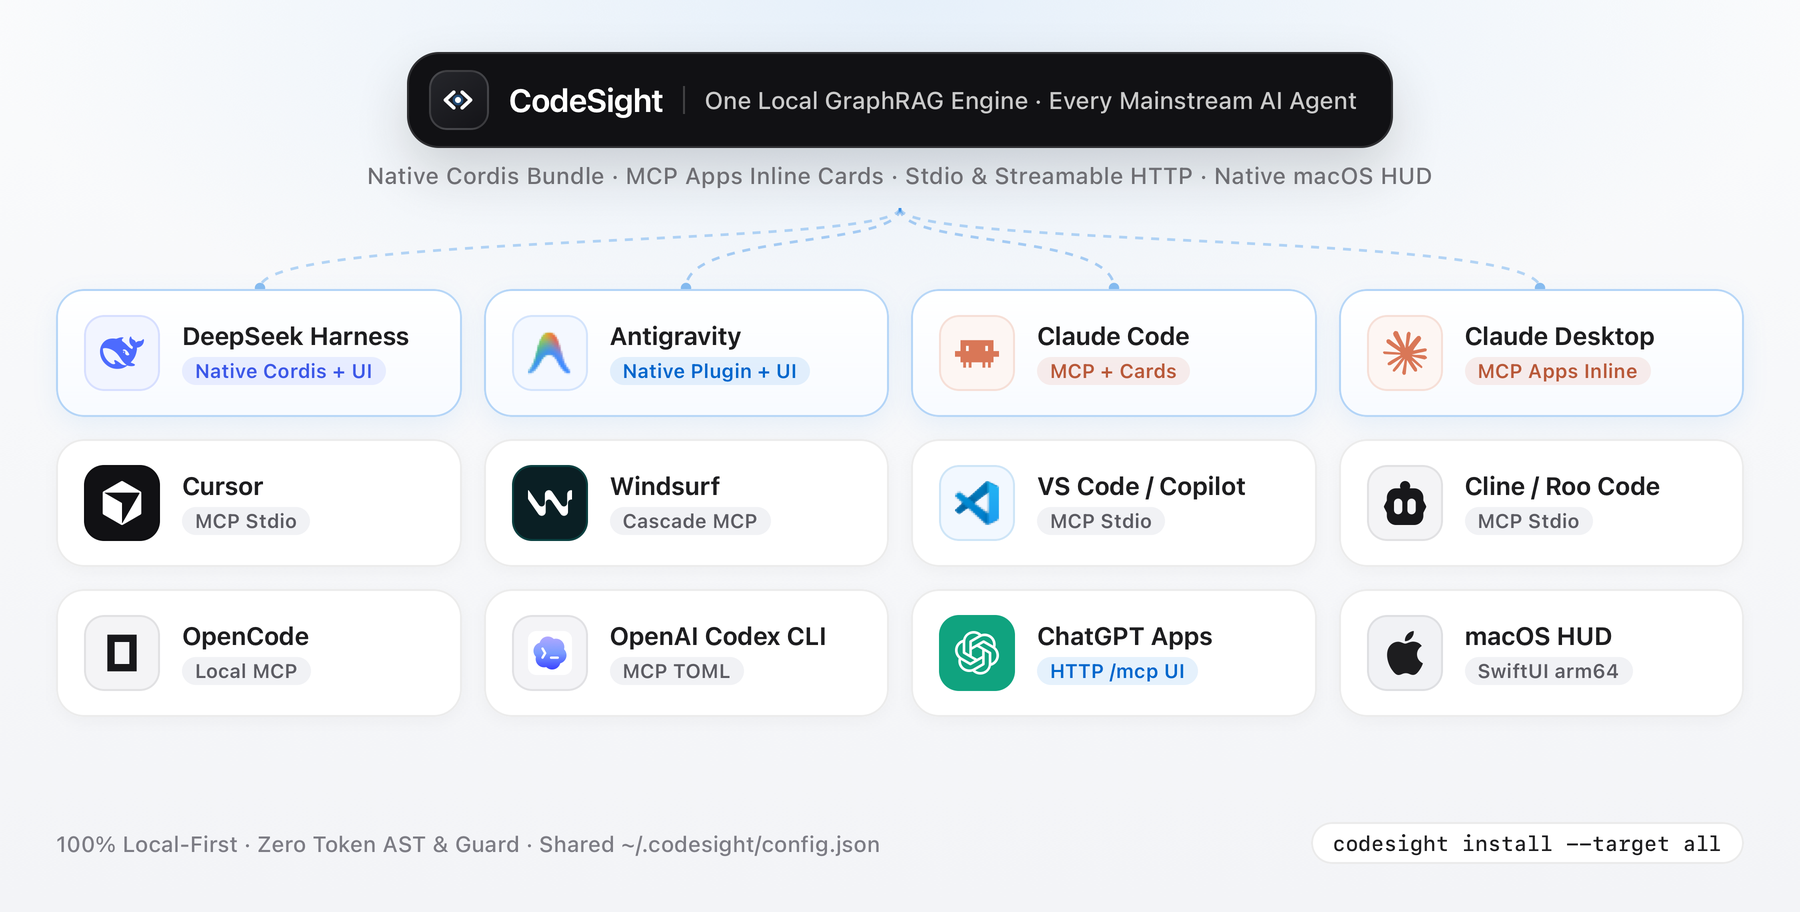 CodeSight
One Local GraphRAG Engine · Every Mainstream AI Agent
Native Cordis Bundle · MCP Apps Inline Cards · Stdio & Streamable HTTP · Native macOS HUD
DeepSeek Harness
Native Cordis + UI
Antigravity
Native Plugin + UI
Claude Code
MCP + Cards
Claude Desktop
MCP Apps Inline
Cursor
MCP Stdio
Windsurf
Cascade MCP
VS Code / Copilot
MCP Stdio
Cline / Roo Code
MCP Stdio
OpenCode
Local MCP
OpenAI Codex CLI
MCP TOML
ChatGPT Apps
HTTP /mcp UI
macOS HUD
SwiftUI arm64
100% Local-First · Zero Token AST & Guard · Shared ~/.codesight/config.json
codesight install --target all